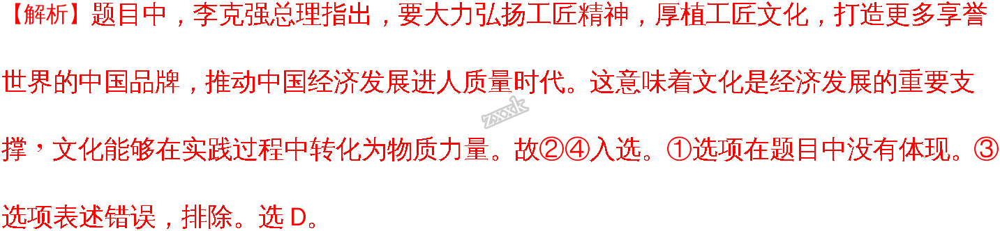 【解析】题目中，李克强总理指出，要大力弘扬工匠精神，厚植工匠文化，打造更多享誉
世界的中国品牌，推动中国经济发展进人质量时代。这意味着文化是经济发展的重要支
zxxk
撑，文化能够在实践过程中转化为物质力量。故②④入选。①选项在题目中没有体现。③
选项表述错误，排除。选 D。